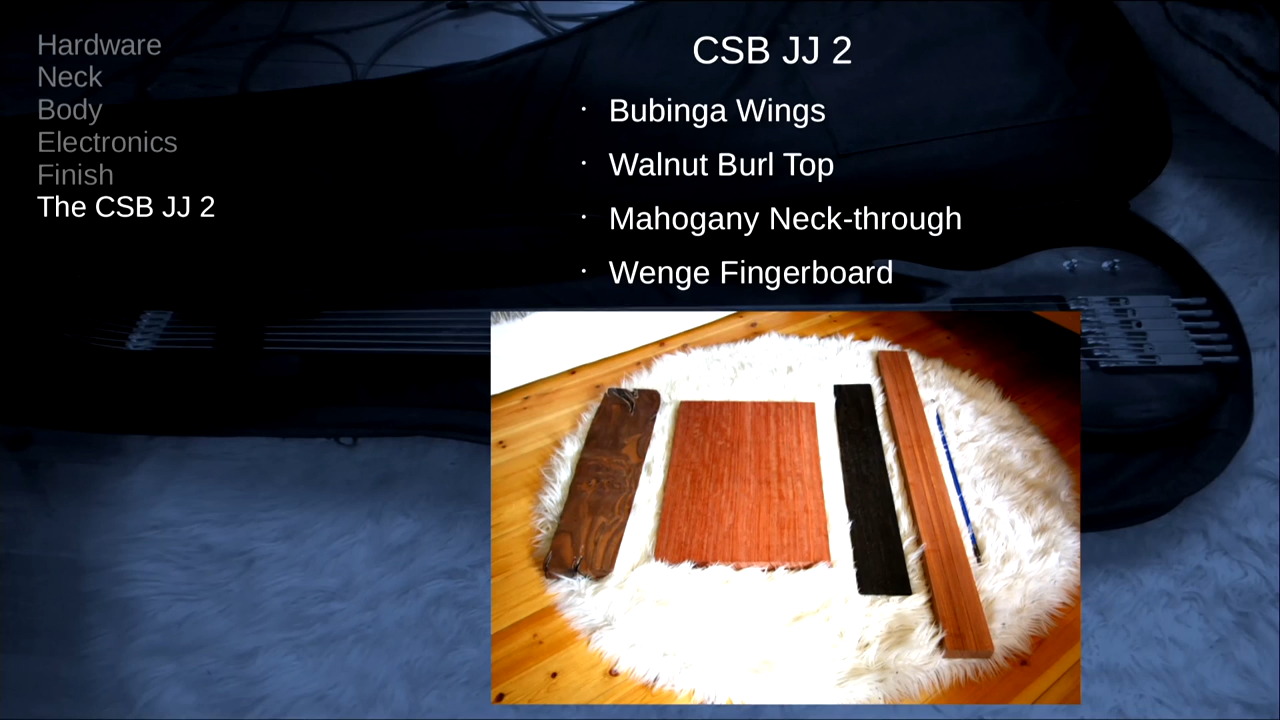 Hardware
Neck
Body
Electronics
Finish
The CSB JJ 2
CSB JJ 2
· Bubinga Wings
· Walnut Burl Top
· Mahogany Neck-through
· Wenge Fingerboard